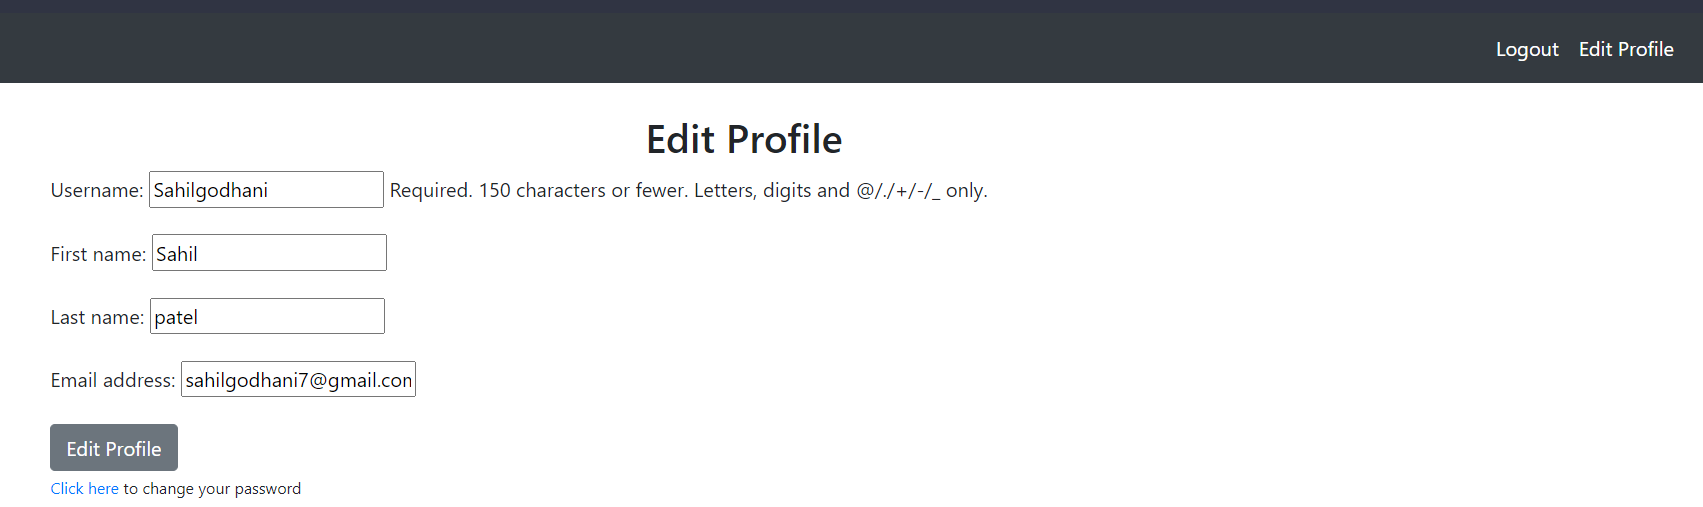 Logout Edit Profile
Edit Profile
Username: Sahilgodhani Required. 150 characters or fewer. Letters, digits and @/./+/-/_ only.
First name: Sahil
Last name: patel
Email address: sahilgodhani7@gmail.con
Edit Profile
Click here to change your password